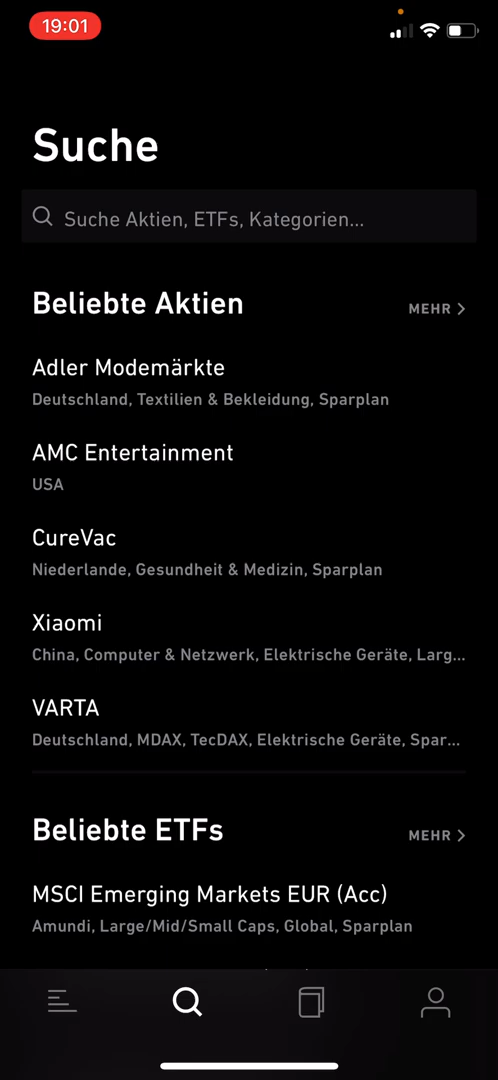 19:01
Suche
Suche Aktien, ETFs, Kategorien...
Beliebte Aktien
MEHR
Adler Modemärkte
Deutschland, Textilien & Bekleidung, Sparplan
AMC Entertainment
USA
CureVac
Niederlande, Gesundheit & Medizin, Sparplan
Xiaomi
China, Computer & Netzwerk, Elektrische Geräte, Larg...
VARTA
Deutschland, MDAX, TecDAX, Elektrische Geräte, Spar...
Beliebte ETFs
MEHR
MSCI Emerging Markets EUR (Acc)
Amundi, Large/Mid/Small Caps, Global, Sparplan